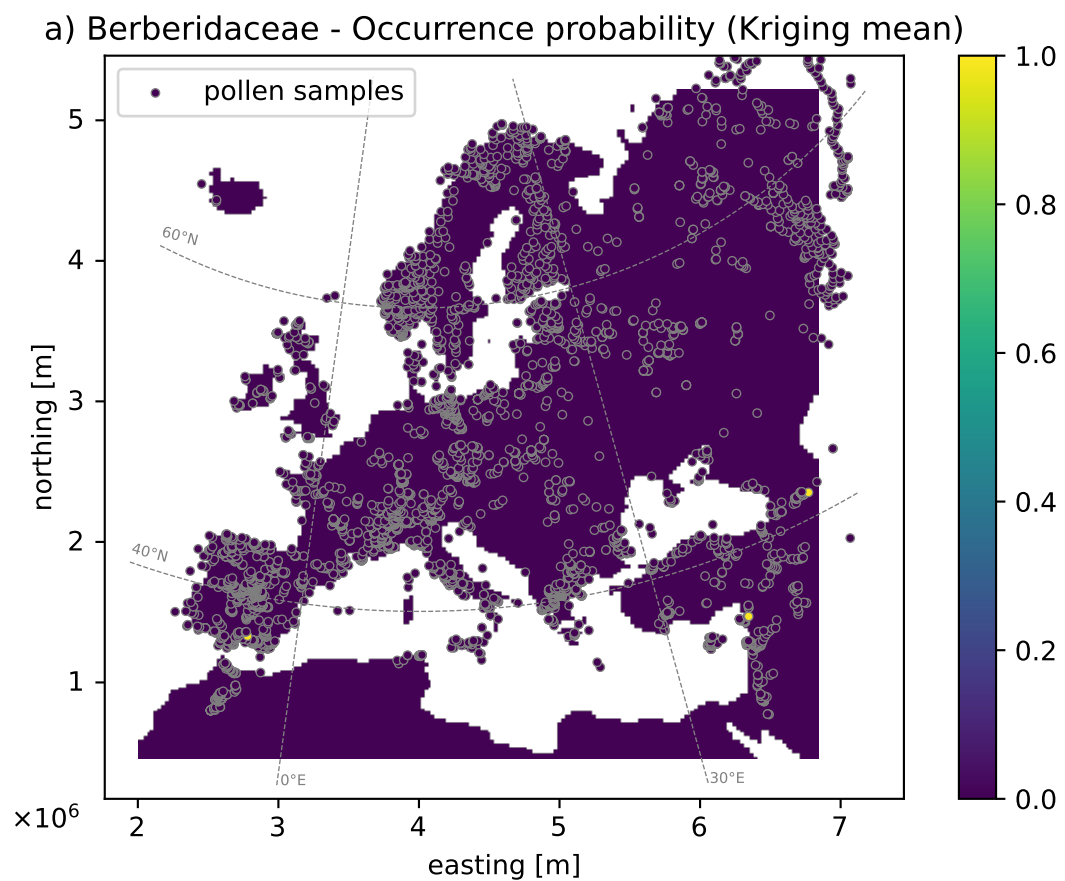 a) Berberidaceae - Occurrence probability (Kriging mean)
pollen samples
60°N
40°N
0°E
30°E
5
4
3
2
1
northing [m]
×10⁶
2
3
4
5
6
7
easting [m]
1.0
0.8
0.6
0.4
0.2
0.0